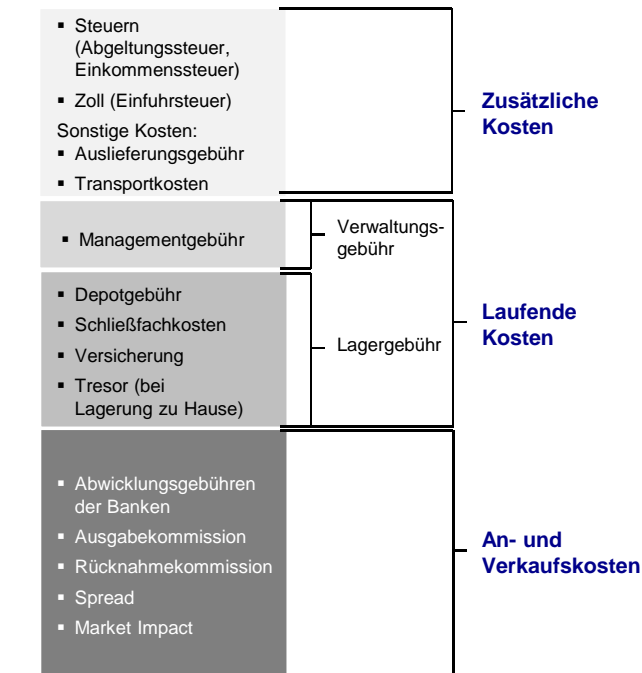 ▪ Steuern
(Abgeltungssteuer,
Einkommenssteuer)
▪ Zoll (Einfuhrsteuer)
Sonstige Kosten:
▪ Auslieferungsgebühr
▪ Transportkosten
Zusätzliche
Kosten
▪ Managementgebühr
Verwaltungs-
gebühr
▪ Depotgebühr
▪ Schließfachkosten
▪ Versicherung
▪ Tresor (bei
Lagerung zu Hause)
Lagergebühr
Laufende
Kosten
▪ Abwicklungsgebühren
der Banken
▪ Ausgabekommission
▪ Rücknahmekommission
▪ Spread
▪ Market Impact
An- und
Verkaufskosten